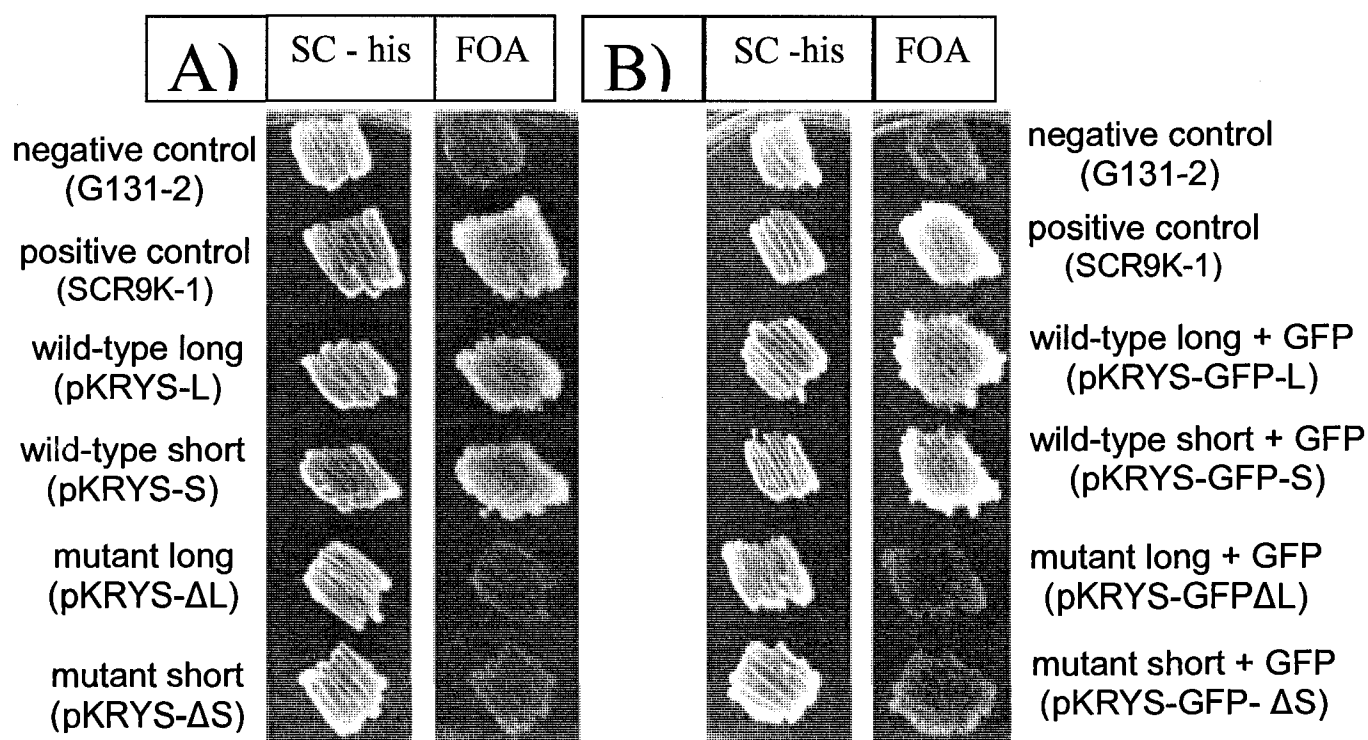 A) SC - his FOA
negative control
(G131-2)
positive control
(SCR9K-1)
wild-type long
(pKRYS-L)
wild-type short
(pKRYS-S)
mutant long
(pKRYS-ΔL)
mutant short
(pKRYS-ΔS)
B) SC -his FOA
negative control
(G131-2)
positive control
(SCR9K-1)
wild-type long + GFP
(pKRYS-GFP-L)
wild-type short + GFP
(pKRYS-GFP-S)
mutant long + GFP
(pKRYS-GFPΔL)
mutant short + GFP
(pKRYS-GFP- ΔS)